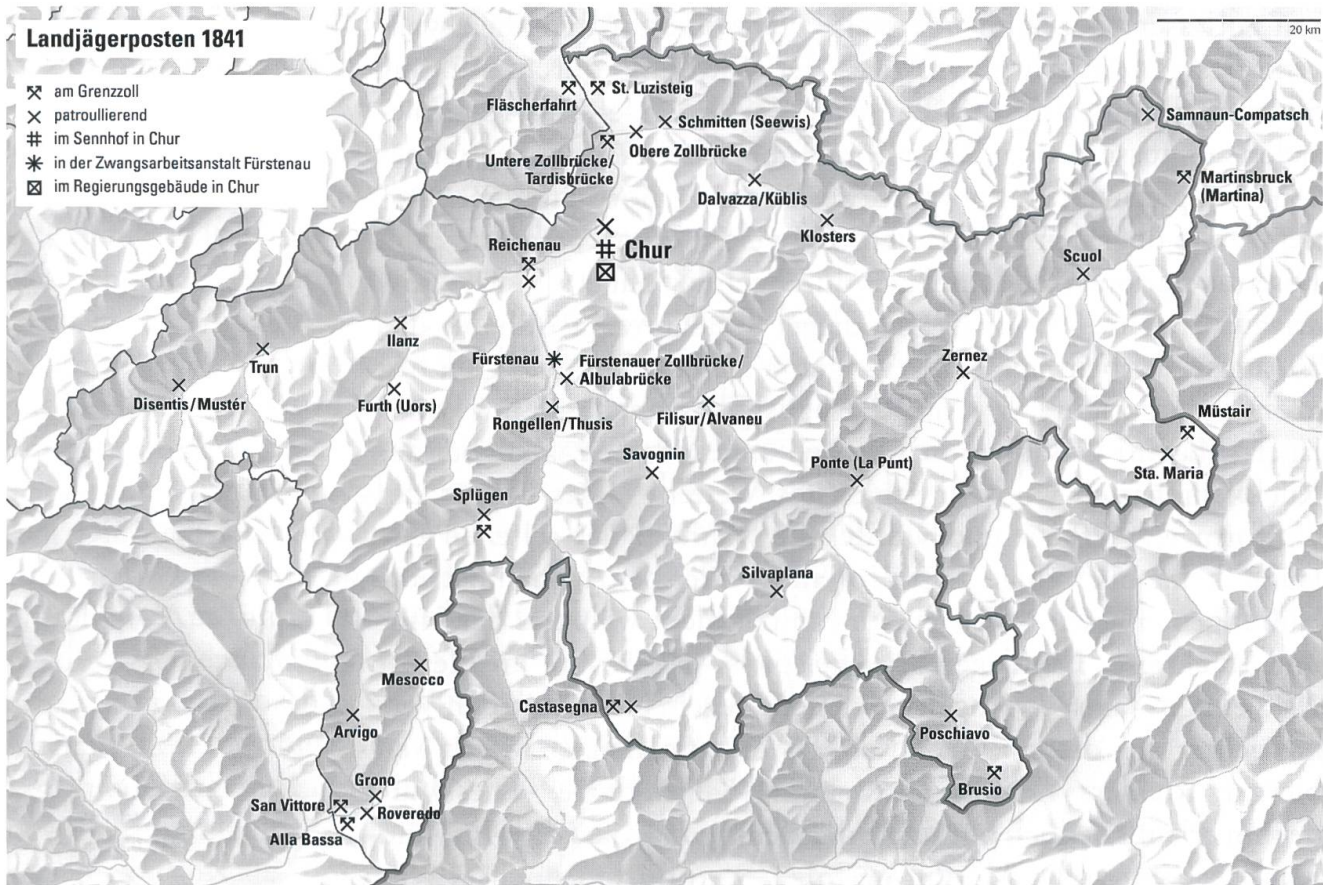 Landjägerposten 1841
am Grenzzoll
patroullierend
im Sennhof in Chur
in der Zwangsarbeitsanstalt Fürstenau
im Regierungsgebäude in Chur
20 km
Fläscherfahrt
St. Luzisteig
Schmitten (Seewis)
Obere Zollbrücke
Untere Zollbrücke/
Tardisbrücke
Samnaun-Compatsch
Martinsbruck
(Martina)
Dalvazza/Küblis
Klosters
Reichenau
Chur
Scuol
Ilanz
Trun
Disentis/Mustér
Furth (Uors)
Fürstenau
Fürstenauer Zollbrücke/
Albulabrücke
Rongellen/Thusis
Filisur/Alvaneu
Zernez
Müstair
Sta. Maria
Savognin
Ponte (La Punt)
Splügen
Silvaplana
Mesocco
Arvigo
Castasegna
Poschiavo
Brusio
Grono
San Vittore
Roveredo
Alla Bassa